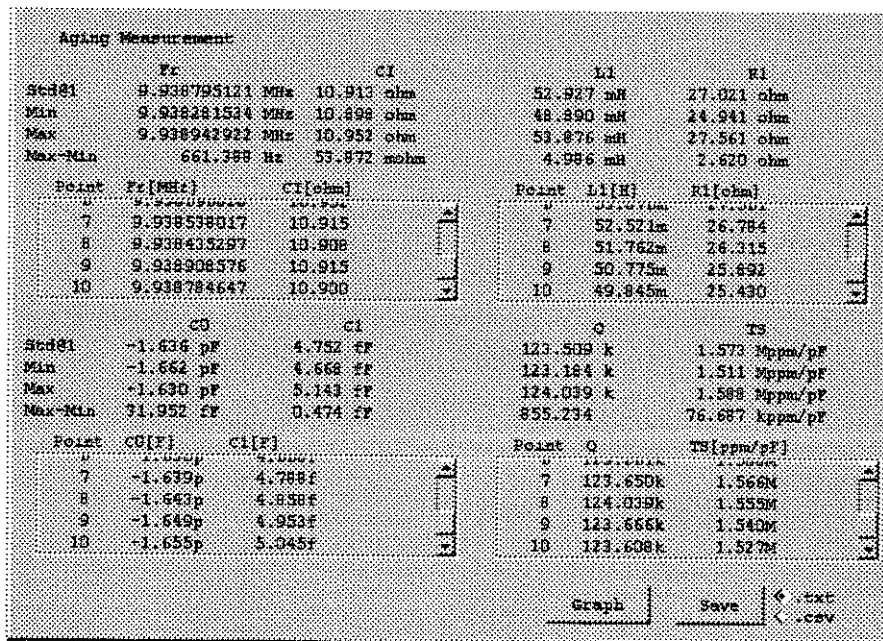 Aging Measurement
Fr CI L1 R1
Std@1 9.938795121 MHz 10.913 ohm 52.927 mH 27.021 ohm
Min 9.938281534 MHz 10.898 ohm 48.890 mH 24.941 ohm
Max 9.938942922 MHz 10.952 ohm 53.876 mH 27.561 ohm
Max-Min 661.388 Hz 53.872 mohm 4.986 mH 2.620 ohm
Point Fr[MHz] CI[ohm] Point L1[H] R1[ohm]
7 9.938538017 10.915 7 52.521m 26.784
8 9.938435297 10.908 8 51.762m 26.315
9 9.938908576 10.915 9 50.775m 25.892
10 9.938784647 10.900 10 49.845m 25.430
C0 C1 Q TS
Std@1 -1.636 pF 4.752 fF 123.509 k 1.573 Mppm/pF
Min -1.662 pF 4.668 fF 123.184 k 1.511 Mppm/pF
Max -1.630 pF 5.143 fF 124.039 k 1.588 Mppm/pF
Max-Min 31.952 fF 0.474 fF 855.234 76.687 kppm/pF
Point C0[F] C1[F] Point Q TS[ppm/pF]
7 -1.639p 4.788f 7 123.650k 1.566M
8 -1.643p 4.858f 8 124.039k 1.555M
9 -1.649p 4.953f 9 123.666k 1.540M
10 -1.655p 5.045f 10 123.608k 1.527M
Graph Save .txt
.csv